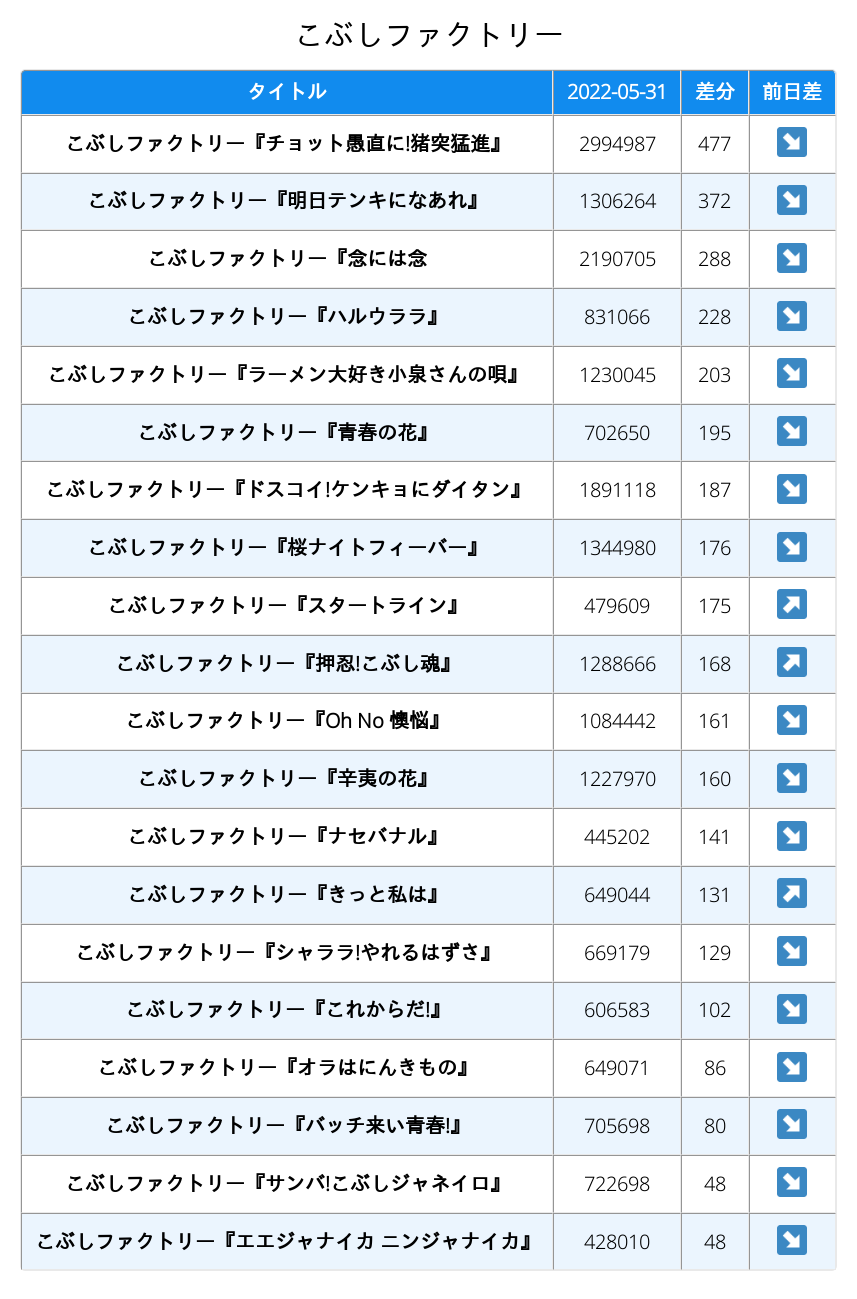 こぶしファクトリー
タイトル 2022-05-31 差分 前日差
こぶしファクトリー『チョット愚直に!猪突猛進』 2994987 477 ↘
こぶしファクトリー『明日テンキになあれ』 1306264 372 ↘
こぶしファクトリー『念には念 2190705 288 ↘
こぶしファクトリー『ハルウララ』 831066 228 ↘
こぶしファクトリー『ラーメン大好き小泉さんの唄』 1230045 203 ↘
こぶしファクトリー『青春の花』 702650 195 ↘
こぶしファクトリー『ドスコイ!ケンキョにダイタン』 1891118 187 ↘
こぶしファクトリー『桜ナイトフィーバー』 1344980 176 ↘
こぶしファクトリー『スタートライン』 479609 175 ↗
こぶしファクトリー『押忍!こぶし魂』 1288666 168 ↗
こぶしファクトリー『Oh No 懊悩』 1084442 161 ↘
こぶしファクトリー『辛夷の花』 1227970 160 ↘
こぶしファクトリー『ナセバナル』 445202 141 ↘
こぶしファクトリー『きっと私は』 649044 131 ↗
こぶしファクトリー『シャララ!やれるはずさ』 669179 129 ↘
こぶしファクトリー『これからだ!』 606583 102 ↘
こぶしファクトリー『オラはにんきもの』 649071 86 ↘
こぶしファクトリー『バッチ来い青春!』 705698 80 ↘
こぶしファクトリー『サンバ!こぶしジャネイロ』 722698 48 ↘
こぶしファクトリー『エエジャナイカ ニンジャナイカ』 428010 48 ↘